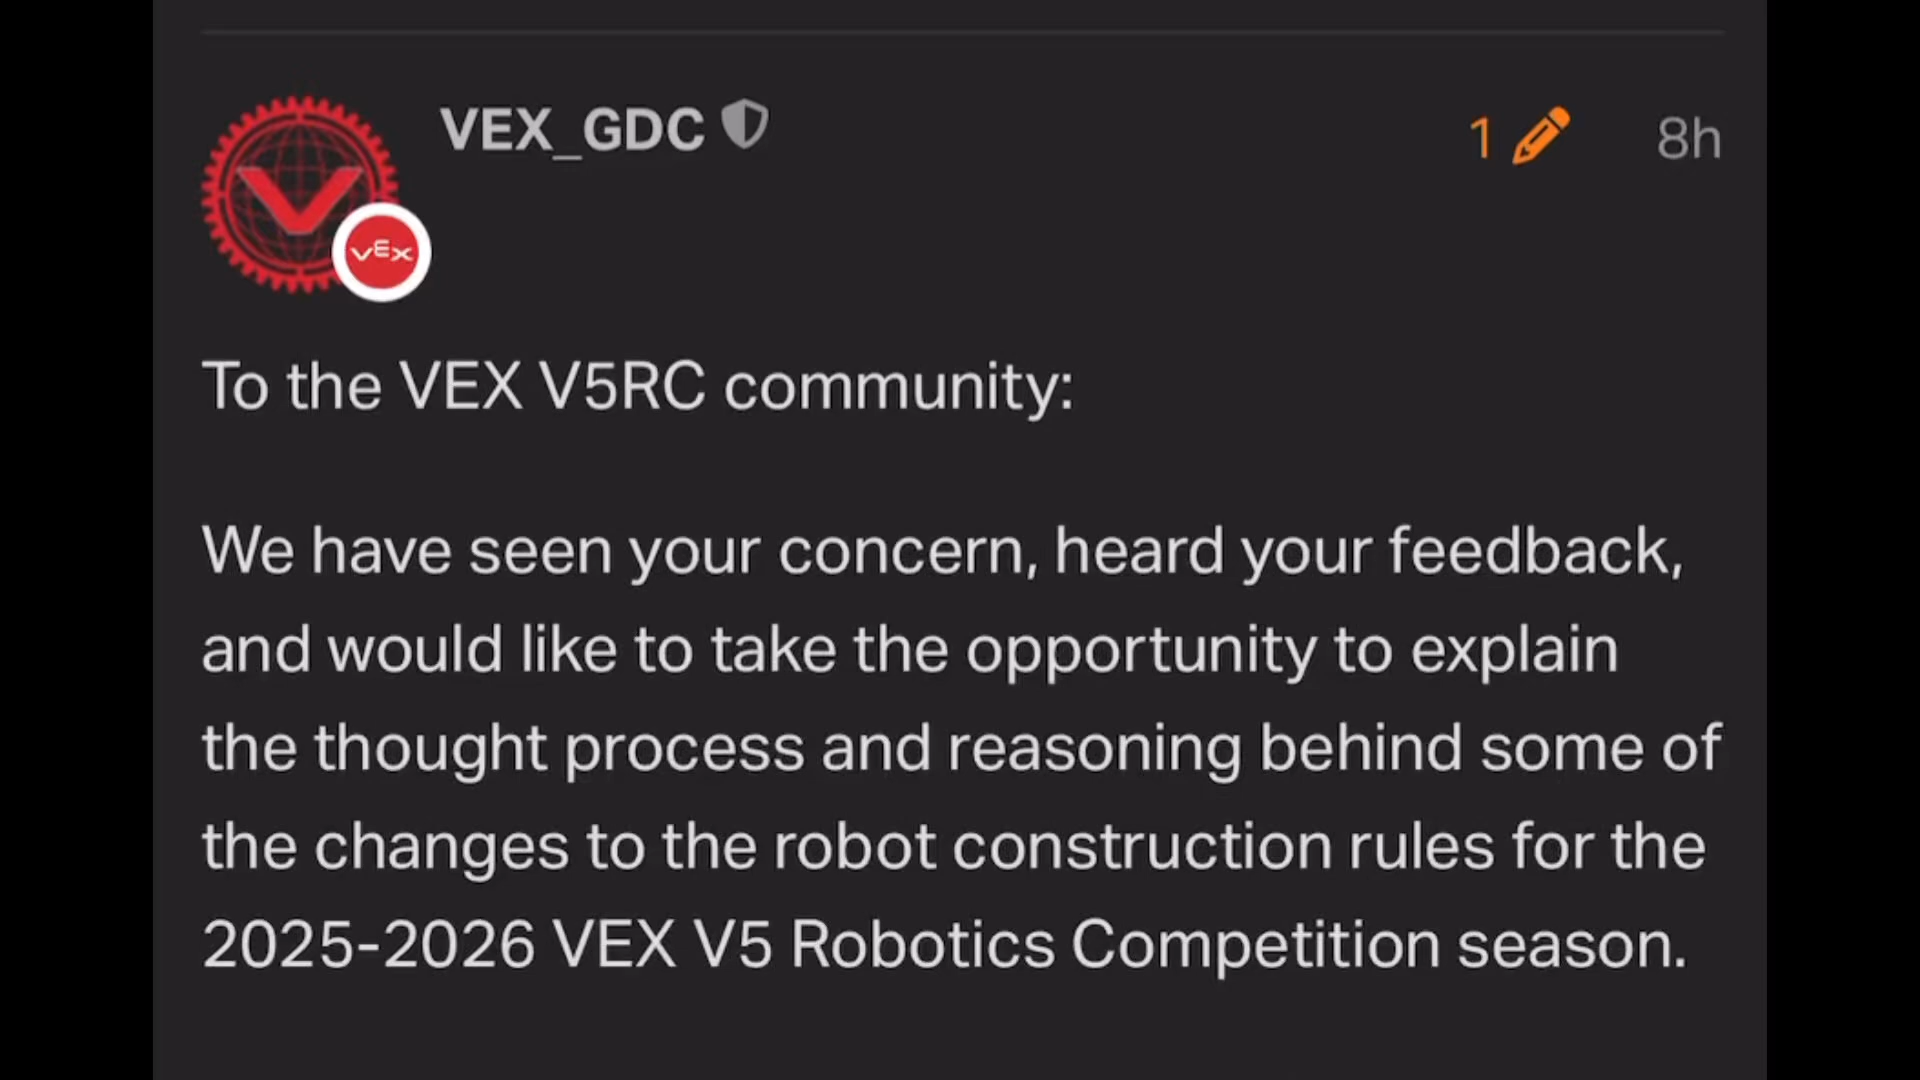 VEX_GDC
1
8h
VEX
To the VEX V5RC community:
We have seen your concern, heard your feedback,
and would like to take the opportunity to explain
the thought process and reasoning behind some of
the changes to the robot construction rules for the
2025-2026 VEX V5 Robotics Competition season.